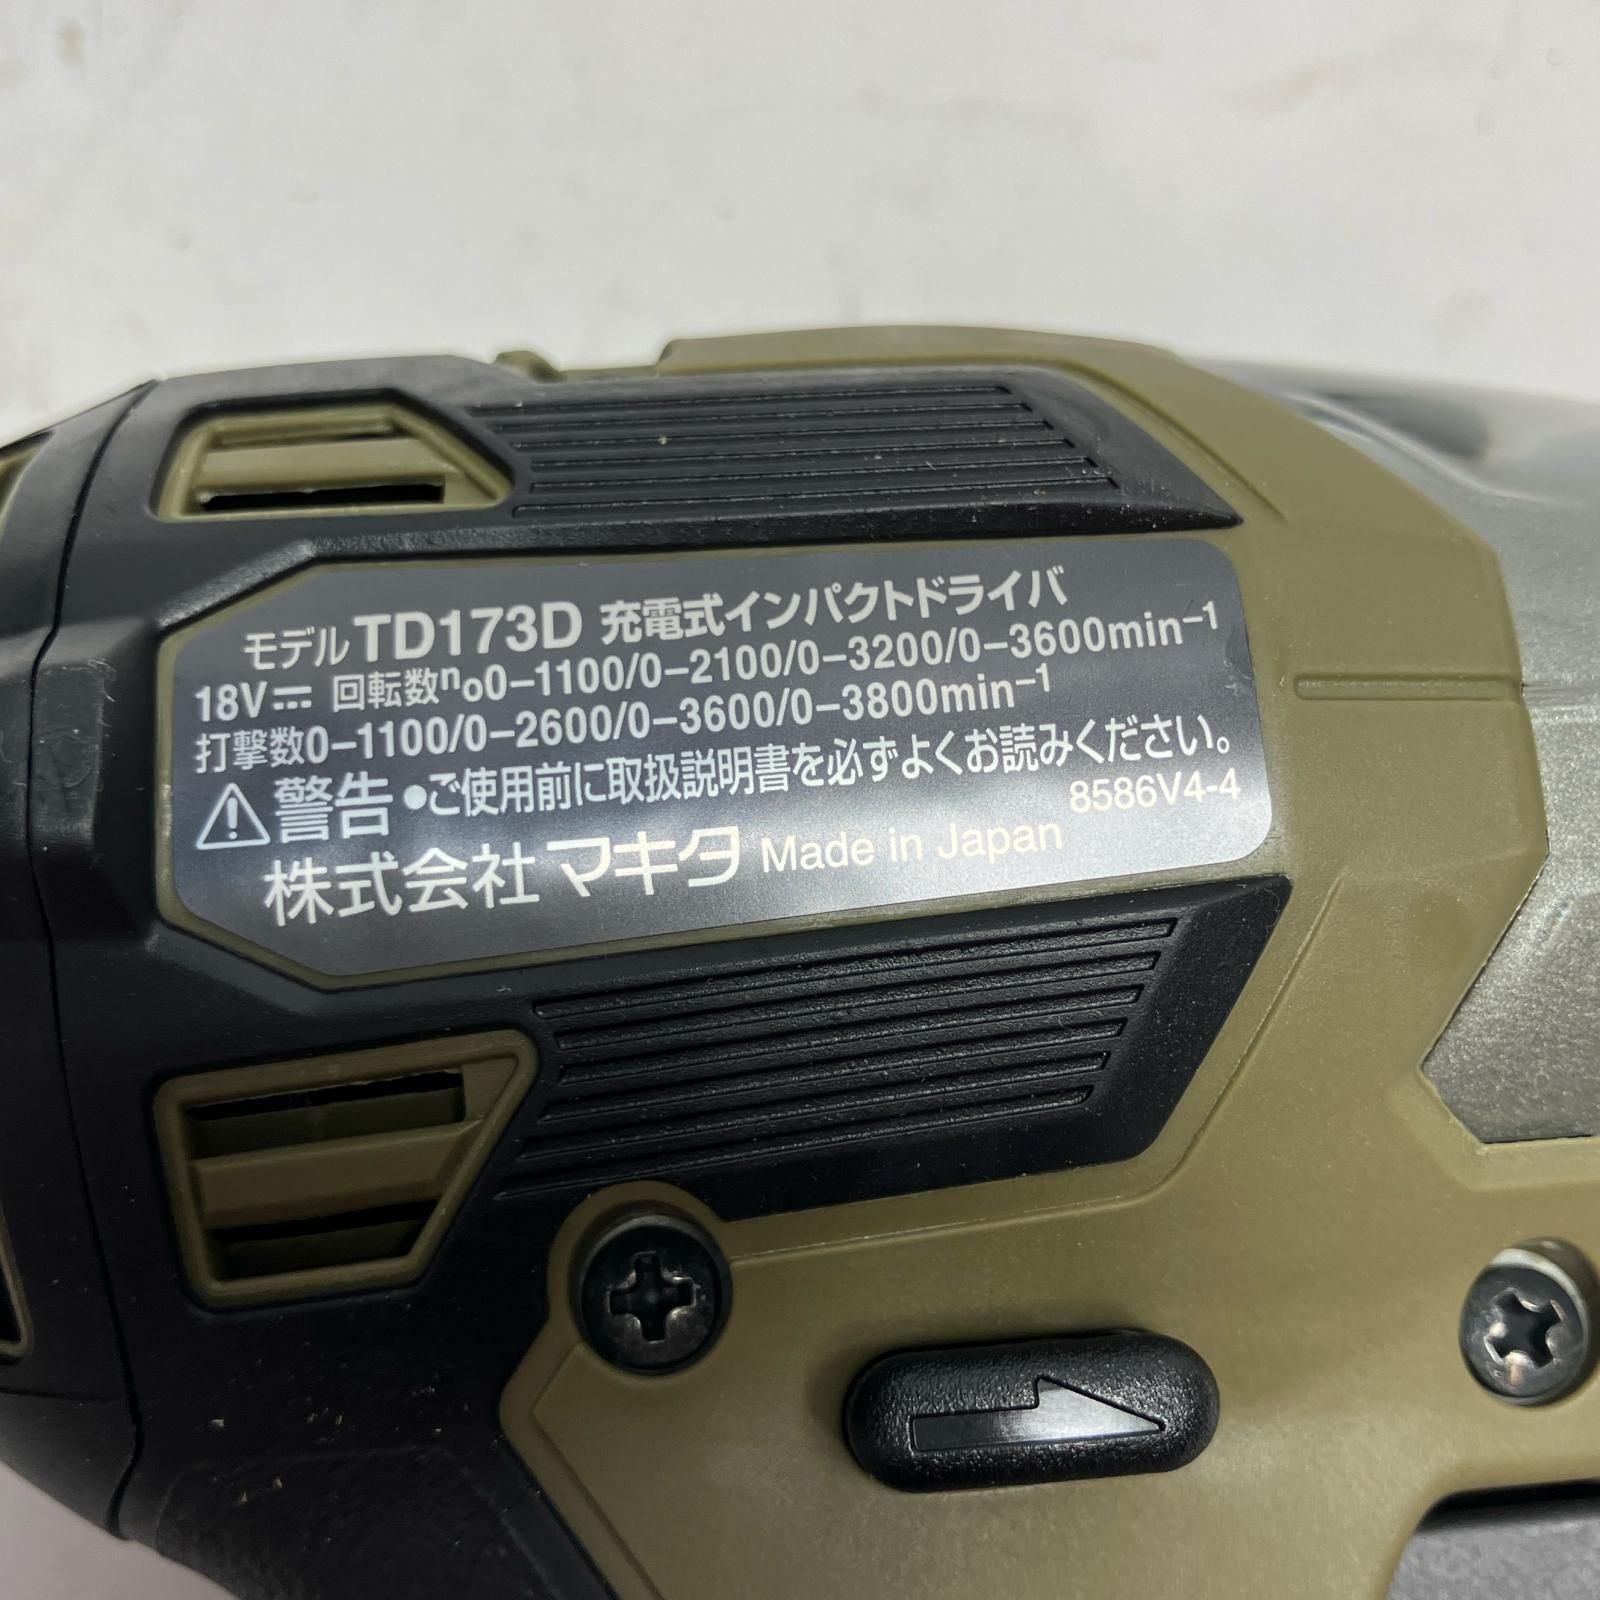 モデル TD173D 充電式インパクトドライバ
18V⎓ 回転数n₀0-1100/0-2100/0-3200/0-3600min⁻¹
打撃数0-1100/0-2600/0-3600/0-3800min⁻¹
⚠警告 ●ご使用前に取扱説明書を必ずよくお読みください。
8586V4-4
株式会社マキタ Made in Japan